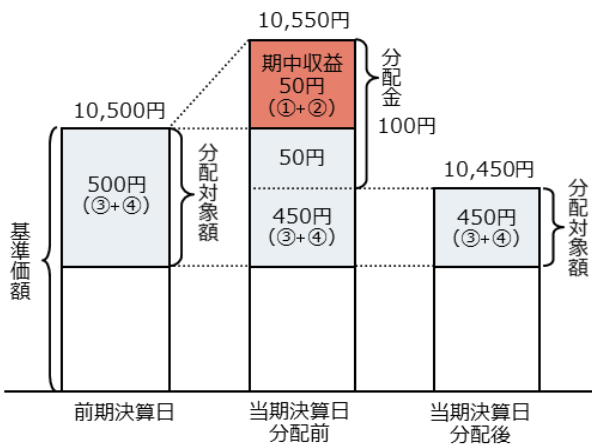 10,550円
期中収益
50円
（①+②）
分配金
100円
10,500円
50円
10,450円
500円
（③+④）
分配対象額
450円
（③+④）
450円
（③+④）
分配対象額
基準価額
前期決算日
当期決算日
分配前
当期決算日
分配後